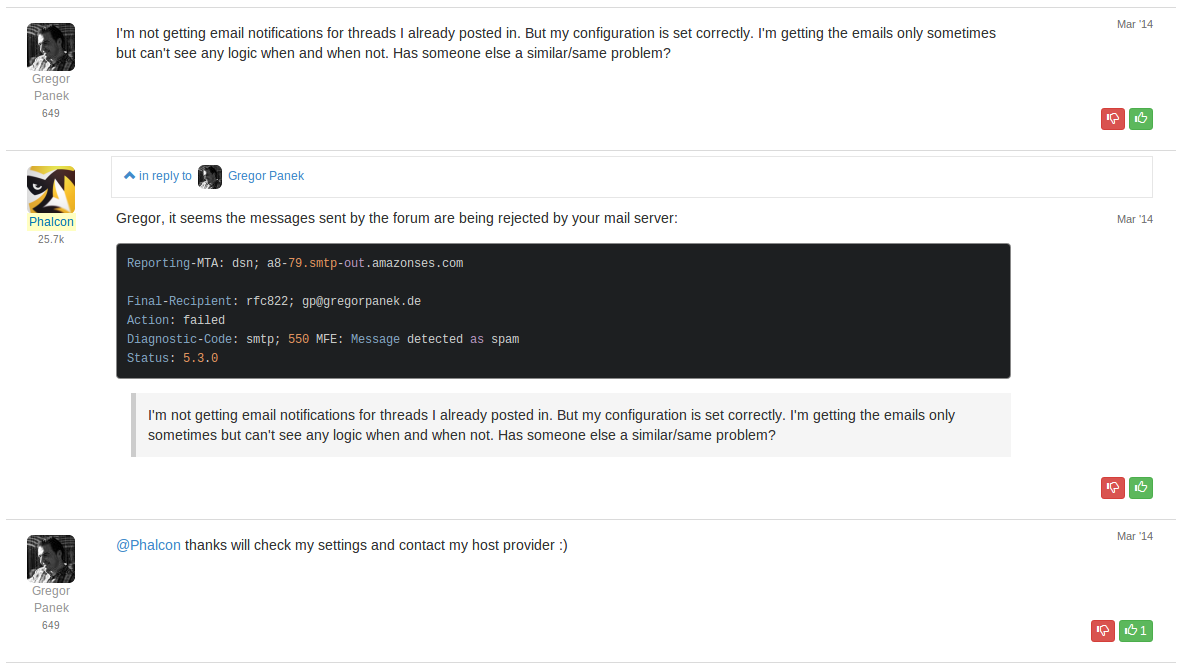 I'm not getting email notifications for threads I already posted in. But my configuration is set correctly. I'm getting the emails only sometimes
but can't see any logic when and when not. Has someone else a similar/same problem?
Mar '14
Gregor
Panek
649
in reply to Gregor Panek
Phalcon
25.7k
Gregor, it seems the messages sent by the forum are being rejected by your mail server:
Mar '14
Reporting-MTA: dsn; a8-79.smtp-out.amazonses.com
Final-Recipient: rfc822; gp@gregorpanek.de
Action: failed
Diagnostic-Code: smtp; 550 MFE: Message detected as spam
Status: 5.3.0
I'm not getting email notifications for threads I already posted in. But my configuration is set correctly. I'm getting the emails only
sometimes but can't see any logic when and when not. Has someone else a similar/same problem?
@Phalcon thanks will check my settings and contact my host provider :)
Mar '14
Gregor
Panek
649
1